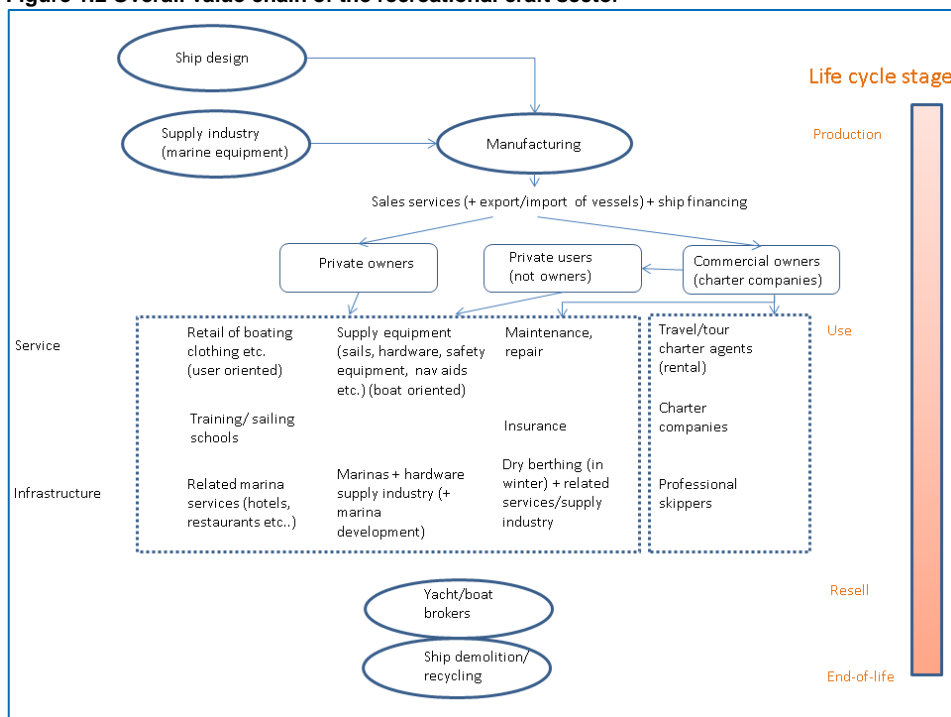 Figure 1.2 Overall value chain of the recreational craft sector
Ship design
Life cycle stage
Supply industry
(marine equipment)
Manufacturing
Production
Sales services (+ export/import of vessels) + ship financing
Private owners
Private users
(not owners)
Commercial owners
(charter companies)
Service
Retail of boating
clothing etc.
(user oriented)
Supply equipment
(sails, hardware, safety
equipment, nav aids
etc.) (boat oriented)
Maintenance,
repair
Travel/tour
charter agents
(rental)
Use
Training/ sailing
schools
Insurance
Charter
companies
Infrastructure
Related marina
services (hotels,
restaurants etc..)
Marinas + hardware
supply industry (+
marina
development)
Dry berthing (in
winter) + related
services/supply
industry
Professional
skippers
Yacht/boat
brokers
Resell
Ship demolition/
recycling
End-of-life